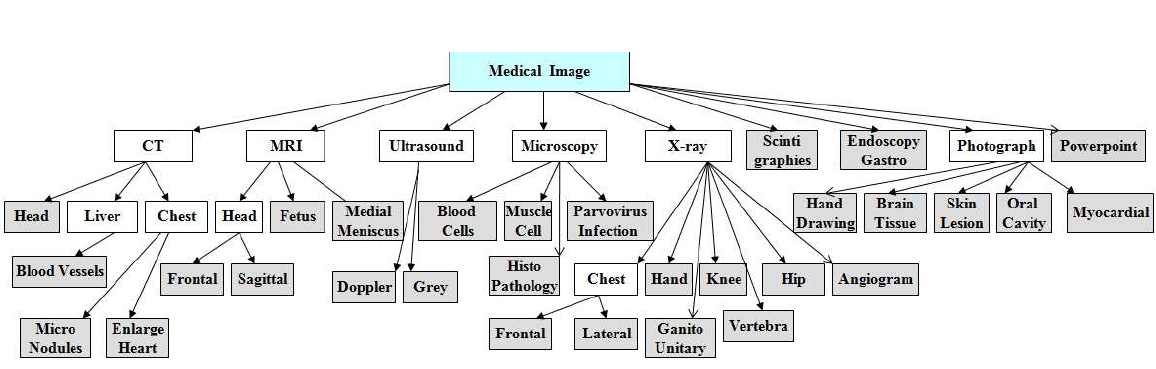 Medical Image
CT
MRI
Ultrasound
Microscopy
X-ray
Scinti
graphies
Endoscopy
Gastro
Photograph
Powerpoint
Head
Liver
Chest
Head
Fetus
Medial
Meniscus
Blood
Cells
Muscle
Cell
Parvovirus
Infection
Hand
Drawing
Brain
Tissue
Skin
Lesion
Oral
Cavity
Myocardial
Blood Vessels
Frontal
Sagittal
Doppler
Grey
Histo
Pathology
Chest
Hand
Knee
Hip
Angiogram
Micro
Nodules
Enlarge
Heart
Frontal
Lateral
Ganito
Unitary
Vertebra